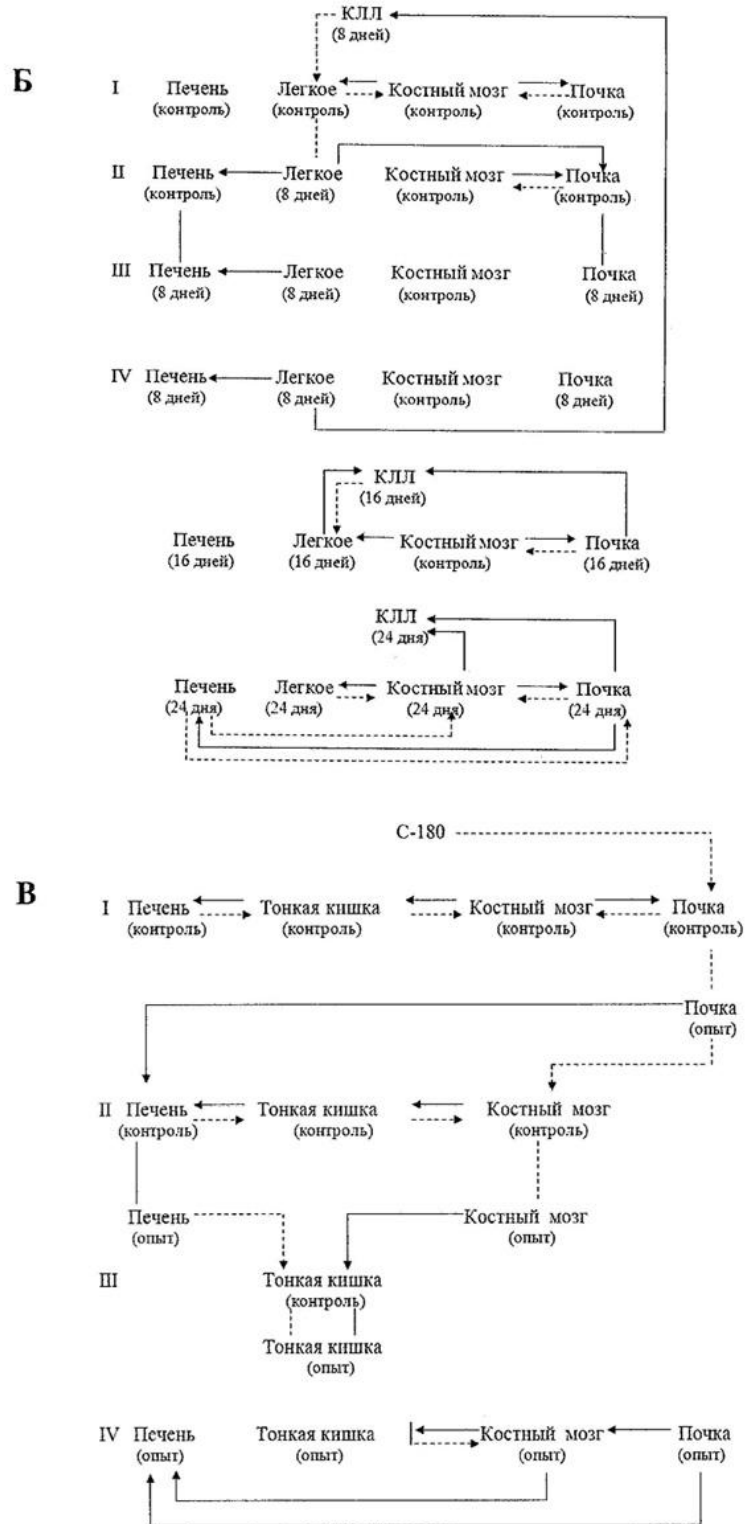 КЛЛ
(8 дней)
Б
I Печень Легкое Костный мозг Почка
(контроль) (контроль) (контроль) (контроль)
II Печень Легкое Костный мозг Почка
(контроль) (8 дней) (контроль) (контроль)
III Печень Легкое Костный мозг Почка
(8 дней) (8 дней) (контроль) (8 дней)
IV Печень Легкое Костный мозг Почка
(8 дней) (8 дней) (контроль) (8 дней)
КЛЛ
(16 дней)
Печень Легкое Костный мозг Почка
(16 дней) (16 дней) (контроль) (16 дней)
КЛЛ
(24 дня)
Печень Легкое Костный мозг Почка
(24 дня) (24 дня) (24 дня) (24 дня)
С-180
В
I Печень Тонкая кишка Костный мозг Почка
(контроль) (контроль) (контроль) (контроль)
Почка
(опыт)
II Печень Тонкая кишка Костный мозг
(контроль) (контроль) (контроль)
Печень Костный мозг
(опыт) (опыт)
III Тонкая кишка
(контроль)
Тонкая кишка
(опыт)
IV Печень Тонкая кишка Костный мозг Почка
(опыт) (опыт) (опыт) (опыт)